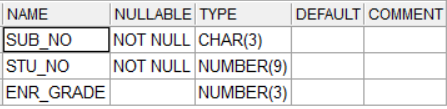 NAME NULLABLE TYPE DEFAULT COMMENT
SUB_NO NOT NULL CHAR(3)
STU_NO NOT NULL NUMBER(9)
ENR_GRADE NUMBER(3)